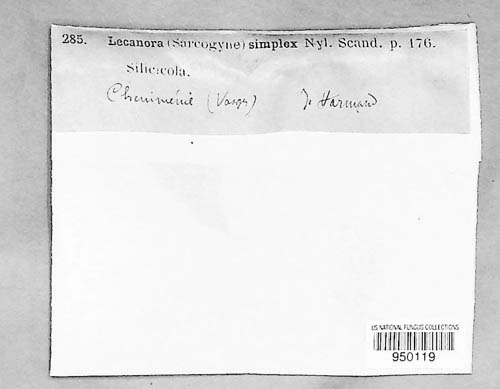 285. Lecanora (Sarcogyne) simplex Nyl. Scand. p. 176.
Silicicola.
Cheniménil (Vosges) J. Harmand
US NATIONAL FUNGUS COLLECTIONS
950119